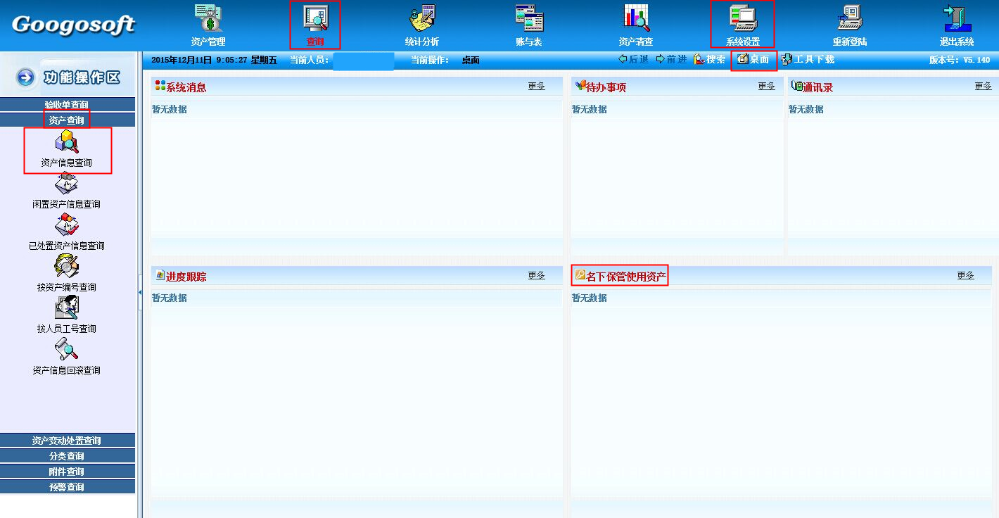 Googosoft
资产管理
查询
统计分析
账与表
资产清查
系统设置
重新登陆
退出系统
2015年12月11日 9:05:27 星期五 当前人员： 当前操作： 桌面 后退 前进 搜索 桌面 工具下载 版本号：V5.140
功能操作区
验收单查询
资产查询
资产信息查询
闲置资产信息查询
已处置资产信息查询
按资产编号查询
按人员工号查询
资产信息回滚查询
资产变动处置查询
分类查询
附件查询
预警查询
系统消息 更多
暂无数据
待办事项 更多
暂无数据
通讯录 更多
暂无数据
进度跟踪 更多
暂无数据
名下保管使用资产 更多
暂无数据